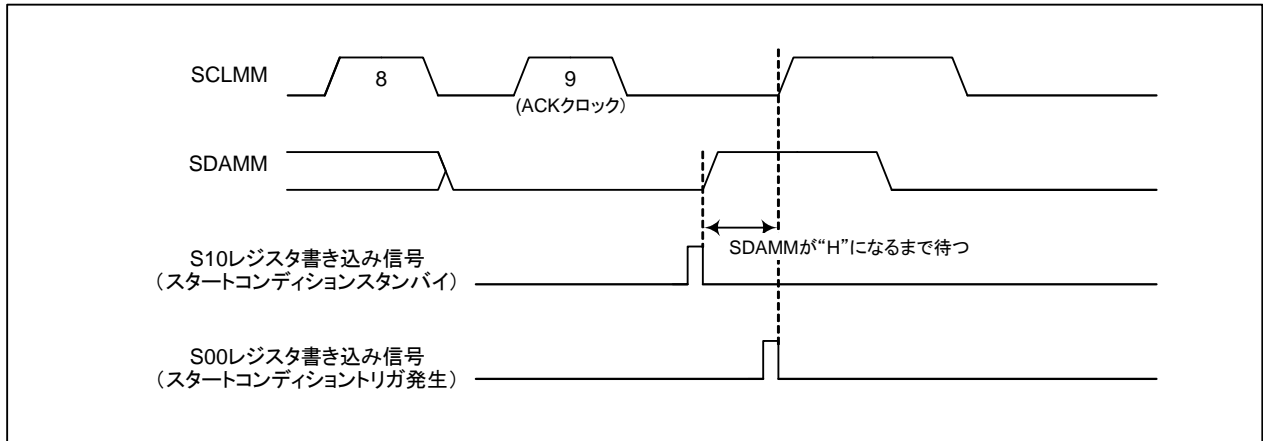 SCLMM
8
9
(ACKクロック)
SDAMM
SDAMMが“H”になるまで待つ
S10レジスタ書き込み信号
(スタートコンディションスタンバイ)
S00レジスタ書き込み信号
(スタートコンディショントリガ発生)